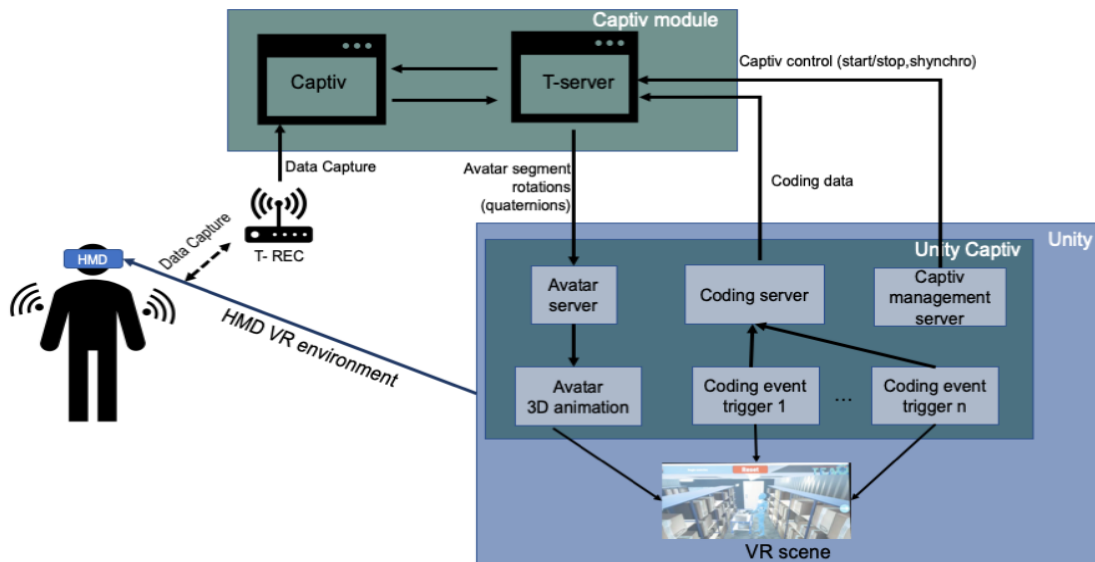 Captiv module
Captiv
T-server
Captiv control (start/stop,shynchro)
Data Capture
Avatar segment
rotations
(quaternions)
Coding data
Data Capture
T- REC
HMD
HMD VR environment
Unity
Unity Captiv
Avatar
server
Coding server
Captiv
management
server
Avatar
3D animation
Coding event
trigger 1
...
Coding event
trigger n
Reset
VR scene